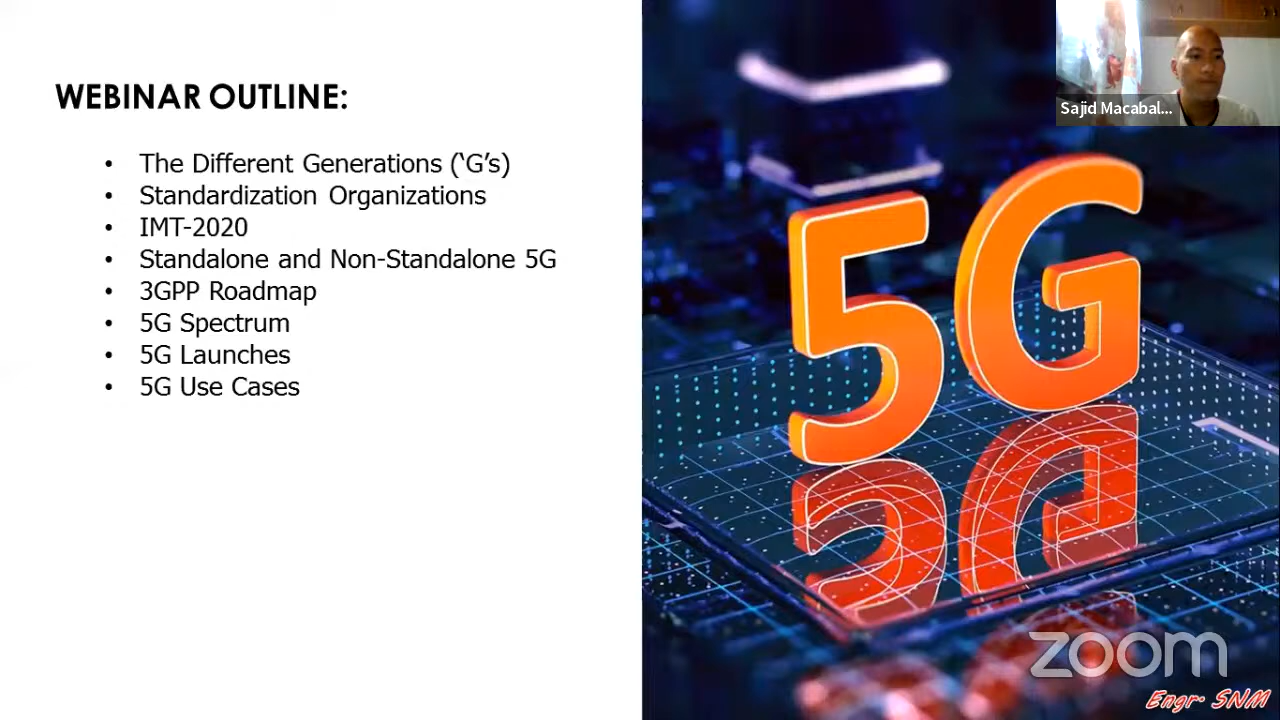 WEBINAR OUTLINE:
• The Different Generations (‘G’s)
• Standardization Organizations
• IMT-2020
• Standalone and Non-Standalone 5G
• 3GPP Roadmap
• 5G Spectrum
• 5G Launches
• 5G Use Cases
Sajid Macabal...
5G
zoom
Engr. SNM